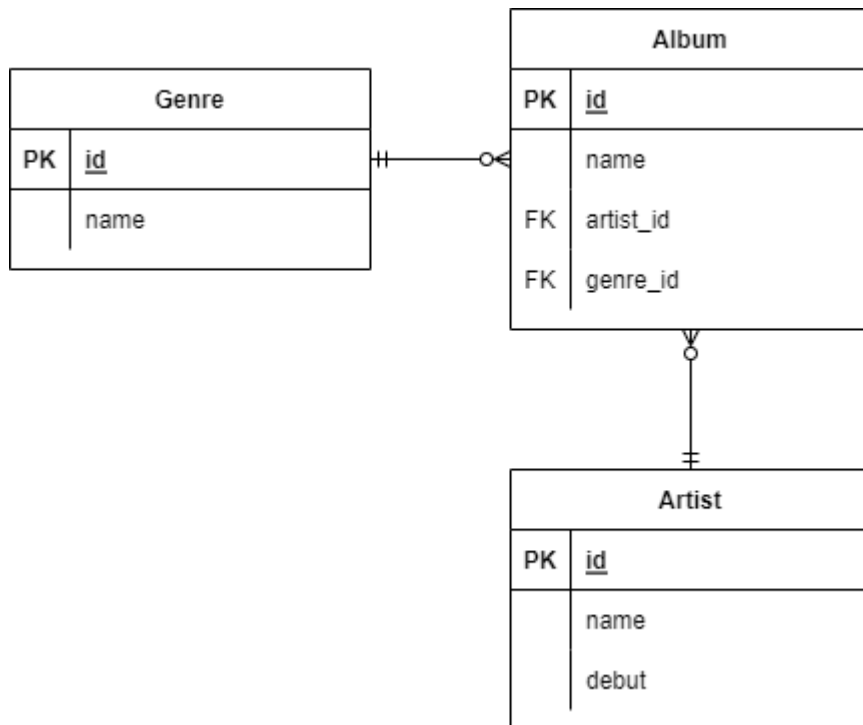 Genre
PK id
name
Album
PK id
name
FK artist_id
FK genre_id
Artist
PK id
name
debut